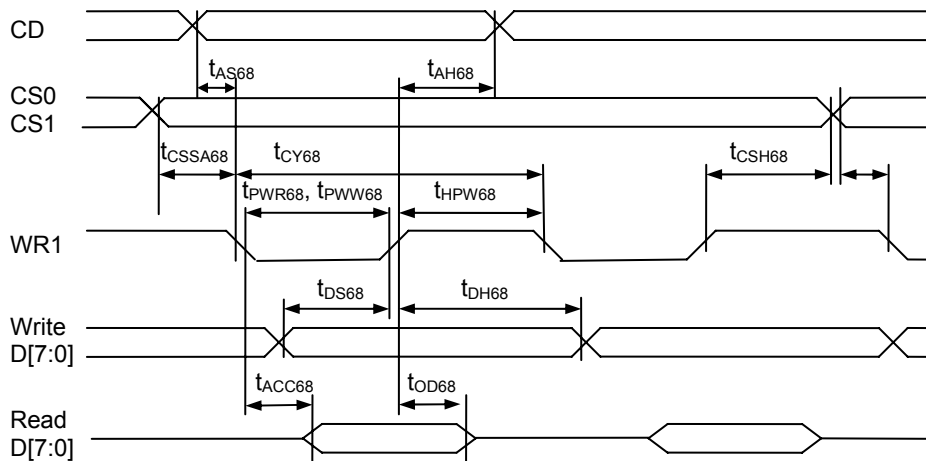 CD
tAS68 tAH68
CS0
CS1
tCSSA68 tCY68 tCSH68
tPWR68, tPWW68 tHPW68
WR1
tDS68 tDH68
Write
D[7:0]
tACC68 tOD68
Read
D[7:0]